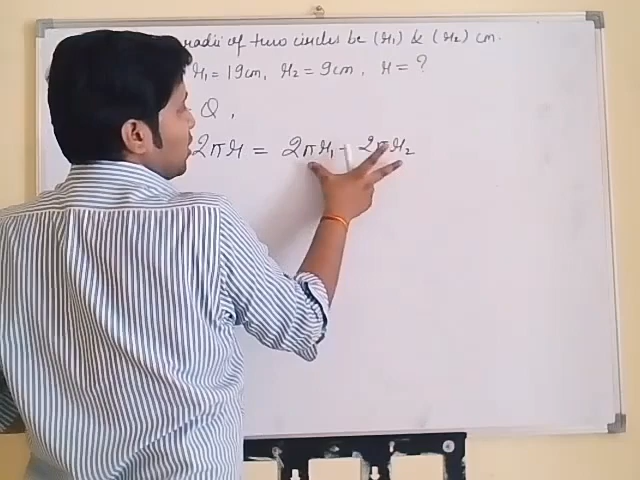 radii of two circles be (r₁) & (r₂) cm.
r₁ = 19cm, r₂ = 9cm, r = ?
Q,
2πr = 2πr₁ 2πr₂